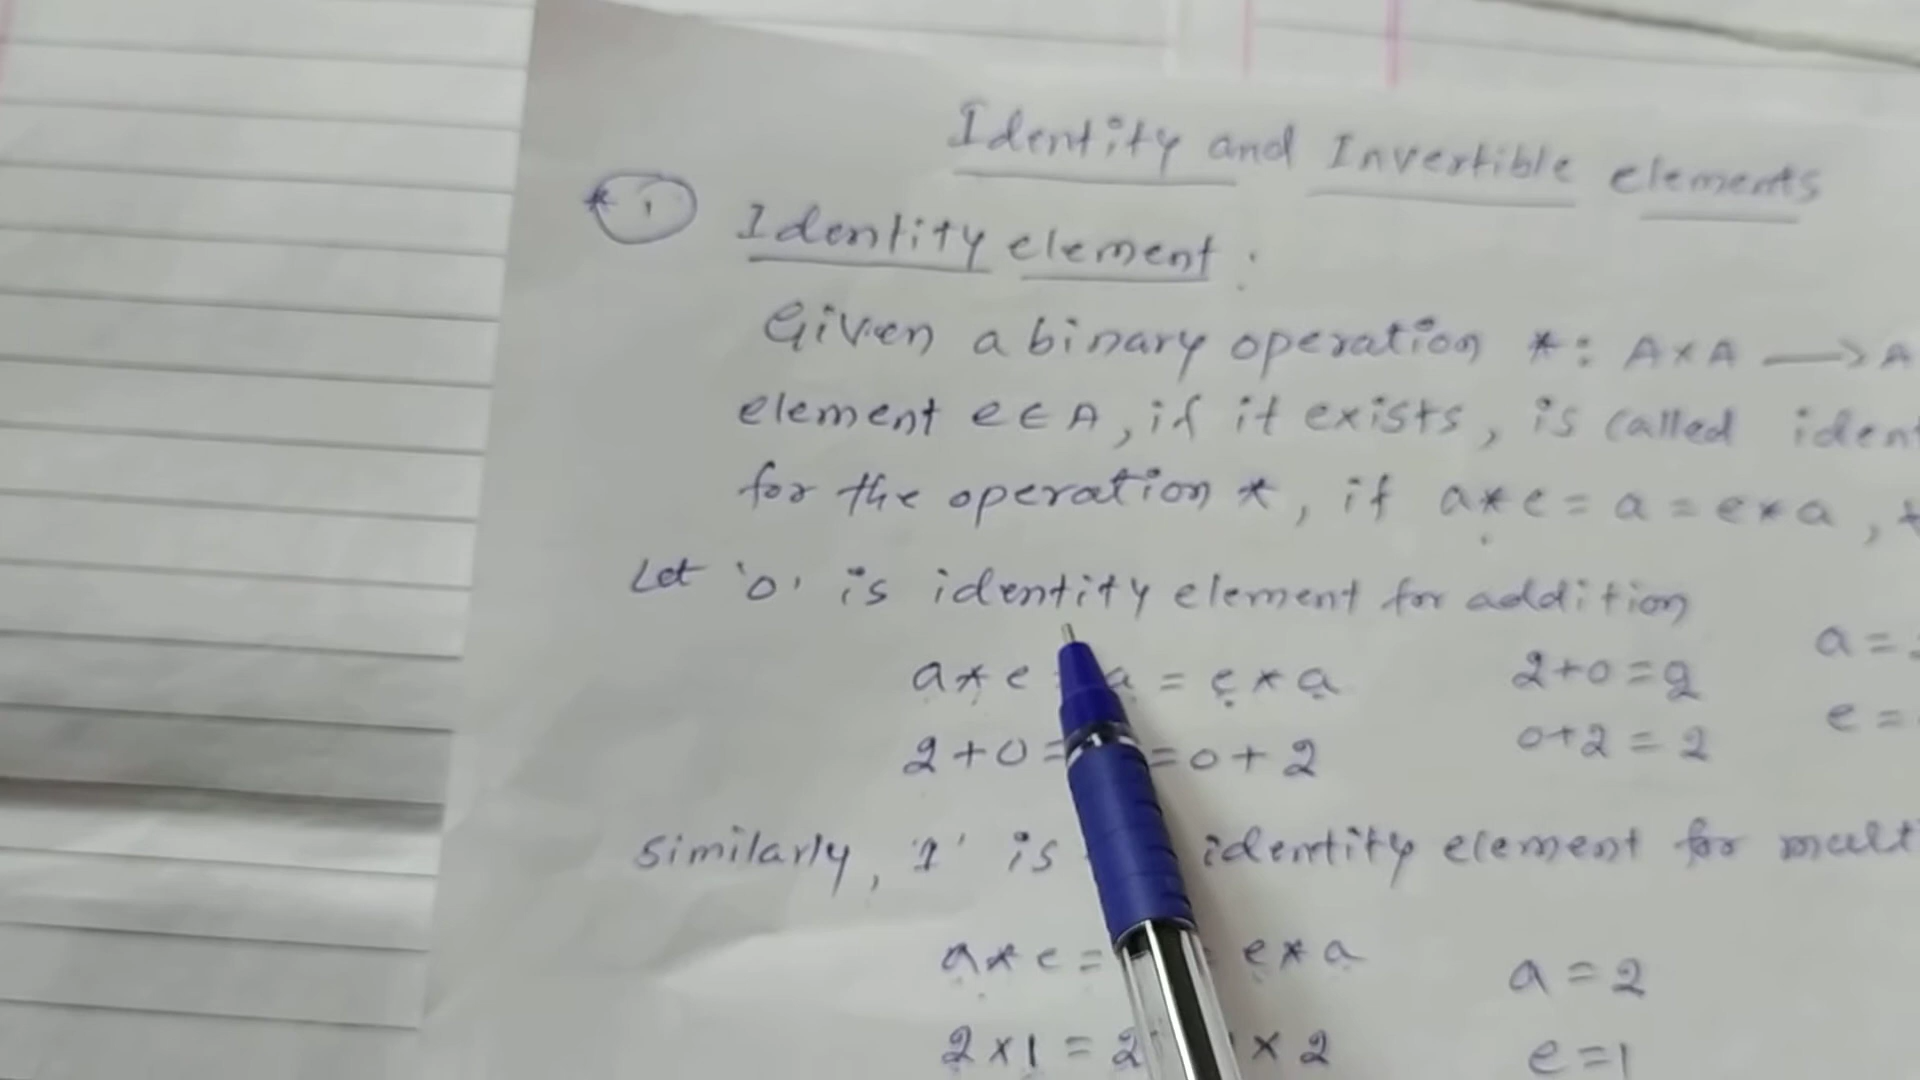 Identity and Invertible elements
* 1 Identity element :
Given a binary operation * : A×A → A
element e∈A, if it exists, is called
for the operation *, if a*e = a = e*a,
Let '0' is identity element for addition
a*e = a = e*a
2+0=2
a =
2+0= =0+2
0+2=2
e =
Similarly, '1' is identity element for
a*e = e*a
a=2
2×1=2 ×2
e=1